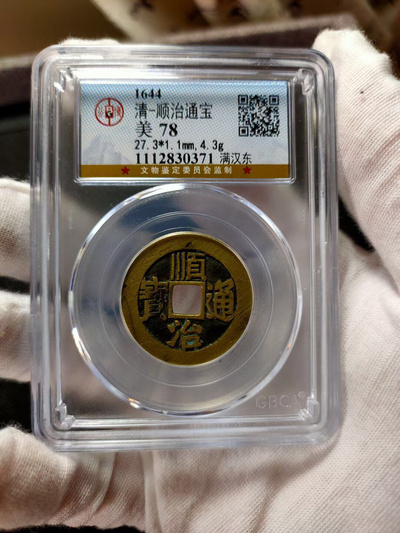 1644
清-顺治通宝
美 78
27.3*1.1mm,4.3g
1112830371 满汉东
★ 文物鉴定委员会监制 ★
順
寳 通
治
GBCA